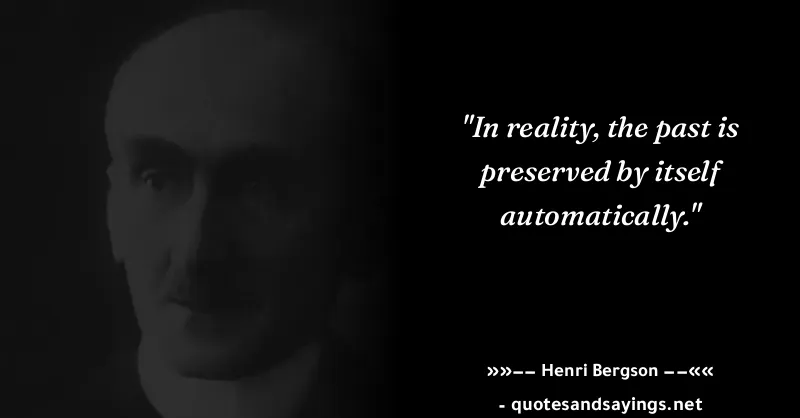 "In reality, the past is
preserved by itself
automatically."
»»−− Henri Bergson −−««
- quotesandsayings.net